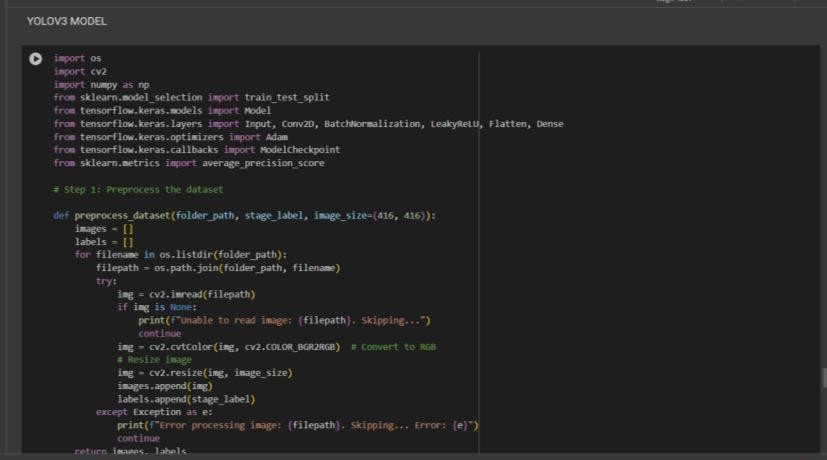 YOLOV3 MODEL
import os
import cv2
import numpy as np
from sklearn.model_selection import train_test_split
from tensorflow.keras.models import Model
from tensorflow.keras.layers import Input, Conv2D, BatchNormalization, LeakyReLU, Flatten, Dense
from tensorflow.keras.optimizers import Adam
from tensorflow.keras.callbacks import ModelCheckpoint
from sklearn.metrics import average_precision_score
# Step 1: Preprocess the dataset
def preprocess_dataset(folder_path, stage_label, image_size=(416, 416)):
images = []
labels = []
for filename in os.listdir(folder_path):
filepath = os.path.join(folder_path, filename)
try:
img = cv2.imread(filepath)
if img is None:
print(f"Unable to read image: {filepath}. Skipping...")
continue
img = cv2.cvtColor(img, cv2.COLOR_BGR2RGB)  # Convert to RGB
# Resize image
img = cv2.resize(img, image_size)
images.append(img)
labels.append(stage_label)
except Exception as e:
print(f"Error processing image: {filepath}. Skipping... Error: {e}")
continue
return images, labels